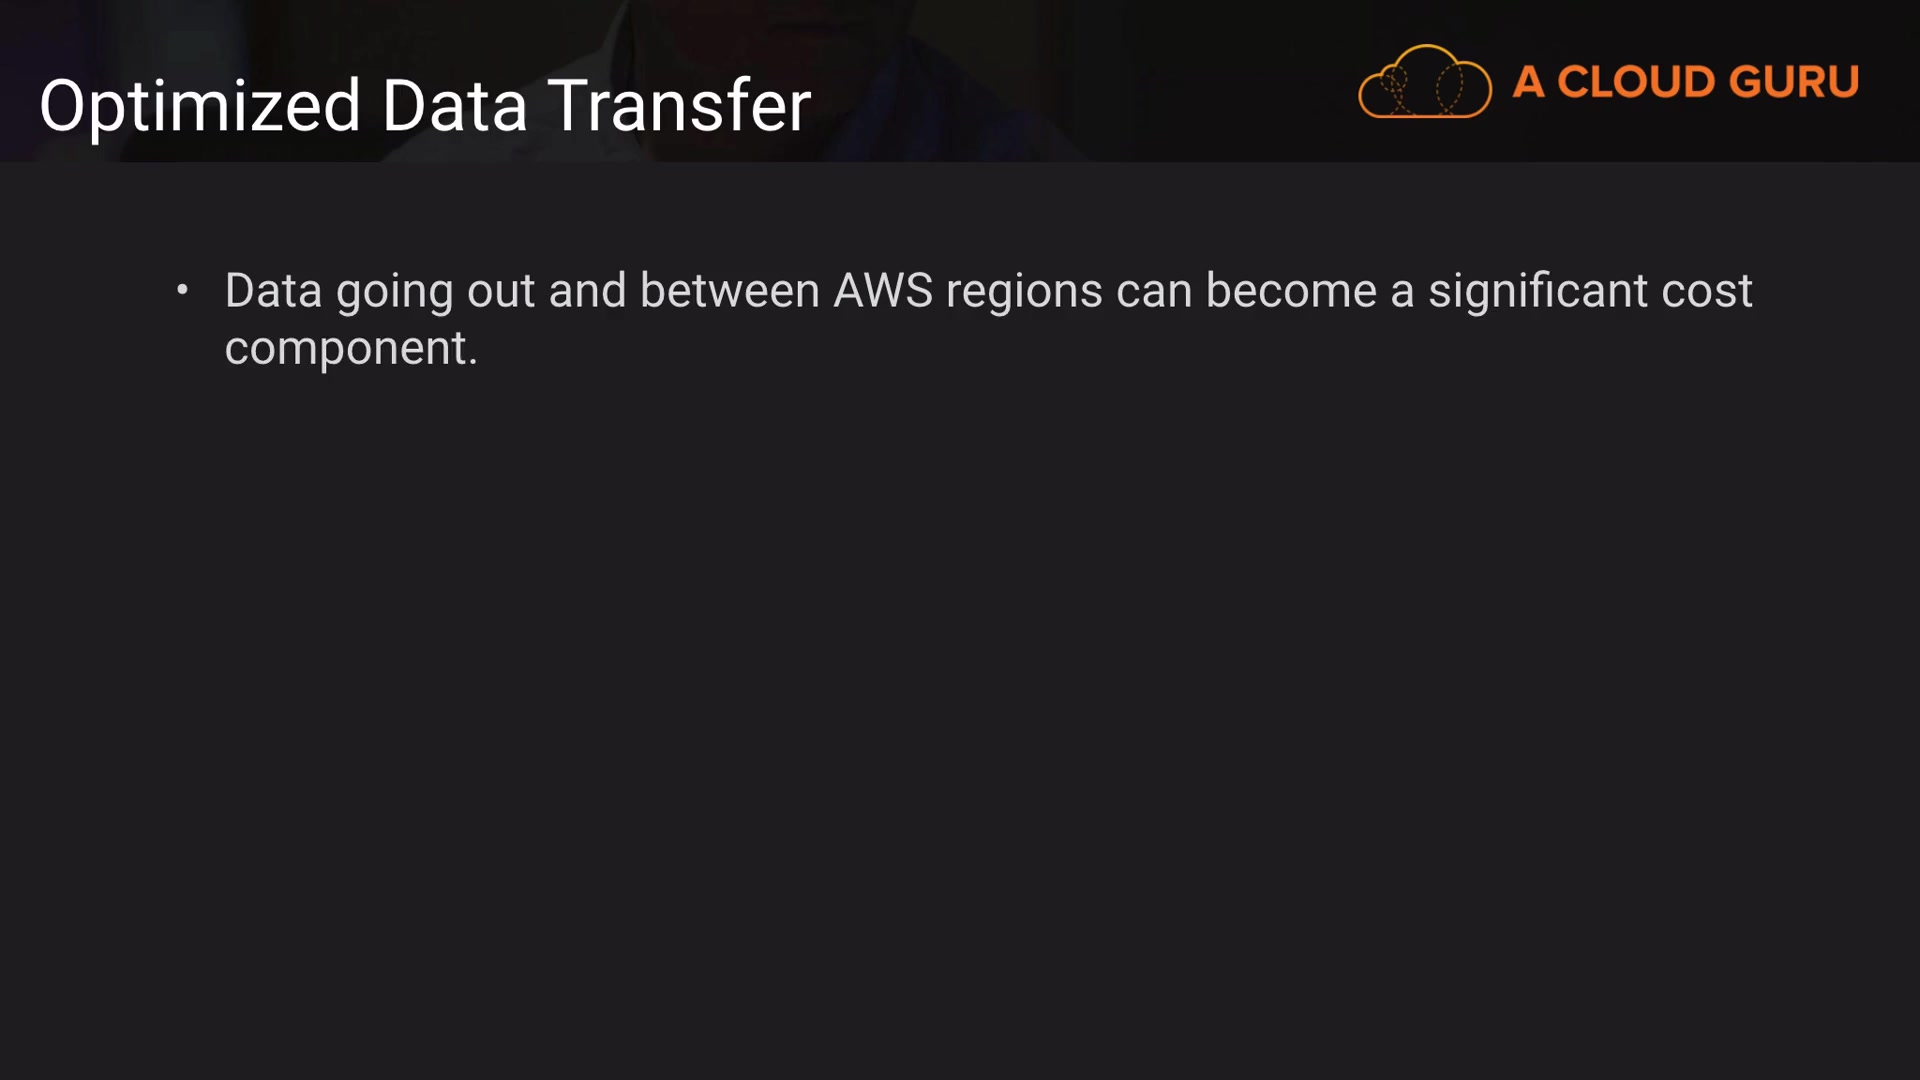 Optimized Data Transfer
A CLOUD GURU
• Data going out and between AWS regions can become a significant cost
component.